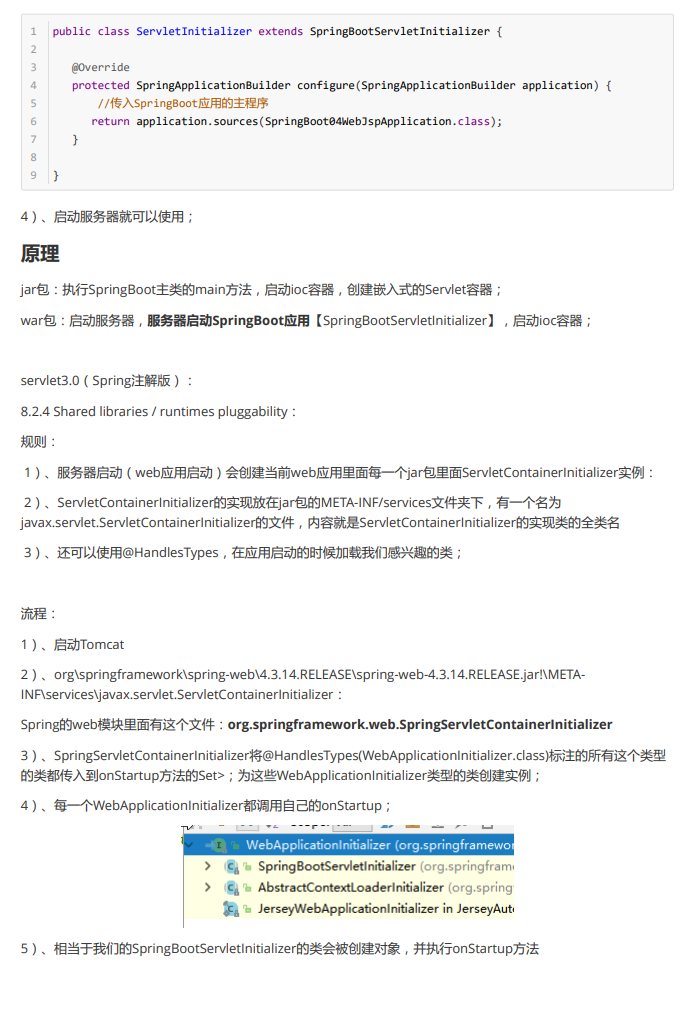 1 public class ServletInitializer extends SpringBootServletInitializer {
2
3 @Override
4 protected SpringApplicationBuilder configure(SpringApplicationBuilder application) {
5 //传入SpringBoot应用的主程序
6 return application.sources(SpringBoot04WebJspApplication.class);
7 }
8
9 }
4）、启动服务器就可以使用；
原理
jar包：执行SpringBoot主类的main方法，启动ioc容器，创建嵌入式的Servlet容器；
war包：启动服务器，服务器启动SpringBoot应用【SpringBootServletInitializer】，启动ioc容器；
servlet3.0（Spring注解版）：
8.2.4 Shared libraries / runtimes pluggability：
规则：
1）、服务器启动（web应用启动）会创建当前web应用里面每一个jar包里面ServletContainerInitializer实例：
2）、ServletContainerInitializer的实现放在jar包的META-INF/services文件夹下，有一个名为
javax.servlet.ServletContainerInitializer的文件，内容就是ServletContainerInitializer的实现类的全类名
3）、还可以使用@HandlesTypes，在应用启动的时候加载我们感兴趣的类；
流程：
1）、启动Tomcat
2）、org\springframework\spring-web\4.3.14.RELEASE\spring-web-4.3.14.RELEASE.jar!\META-
INF\services\javax.servlet.ServletContainerInitializer：
Spring的web模块里面有这个文件：org.springframework.web.SpringServletContainerInitializer
3）、SpringServletContainerInitializer将@HandlesTypes(WebApplicationInitializer.class)标注的所有这个类型
的类都传入到onStartup方法的Set>；为这些WebApplicationInitializer类型的类创建实例；
4）、每一个WebApplicationInitializer都调用自己的onStartup；
WebApplicationInitializer (org.springframewor
SpringBootServletInitializer (org.springfram
AbstractContextLoaderInitializer (org.spring
JerseyWebApplicationInitializer in JerseyAut
5）、相当于我们的SpringBootServletInitializer的类会被创建对象，并执行onStartup方法